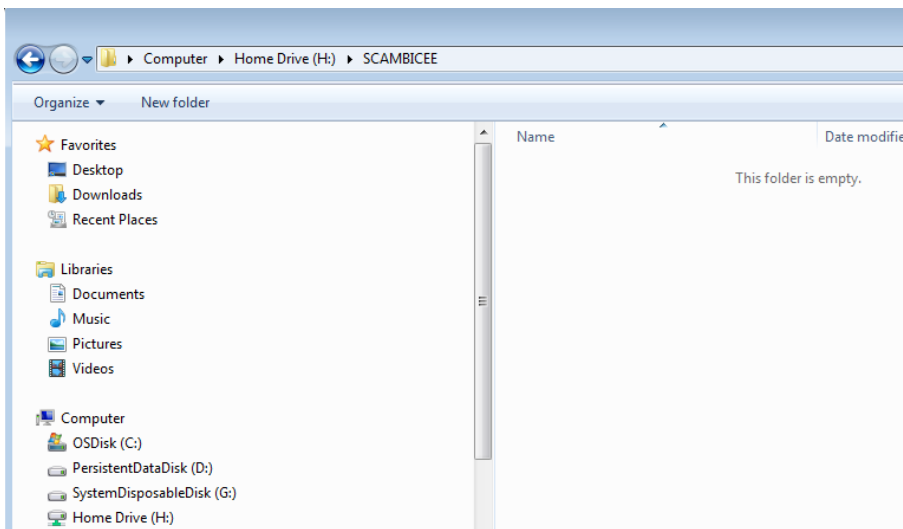 Computer Home Drive (H:) SCAMBICEE
Organize New folder
Favorites
Desktop
Downloads
Recent Places
Libraries
Documents
Music
Pictures
Videos
Computer
OSDisk (C:)
PersistentDataDisk (D:)
SystemDisposableDisk (G:)
Home Drive (H:)
Name Date modifie
This folder is empty.